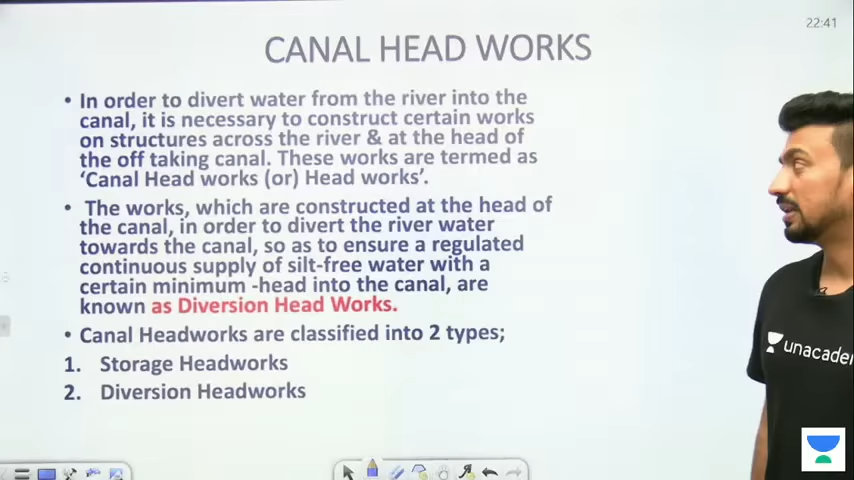 22:41
CANAL HEAD WORKS
• In order to divert water from the river into the
canal, it is necessary to construct certain works
on structures across the river & at the head of
the off taking canal. These works are termed as
‘Canal Head works (or) Head works’.
• The works, which are constructed at the head of
the canal, in order to divert the river water
towards the canal, so as to ensure a regulated
continuous supply of silt-free water with a
certain minimum -head into the canal, are
known as Diversion Head Works.
• Canal Headworks are classified into 2 types;
1. Storage Headworks
2. Diversion Headworks
unacader